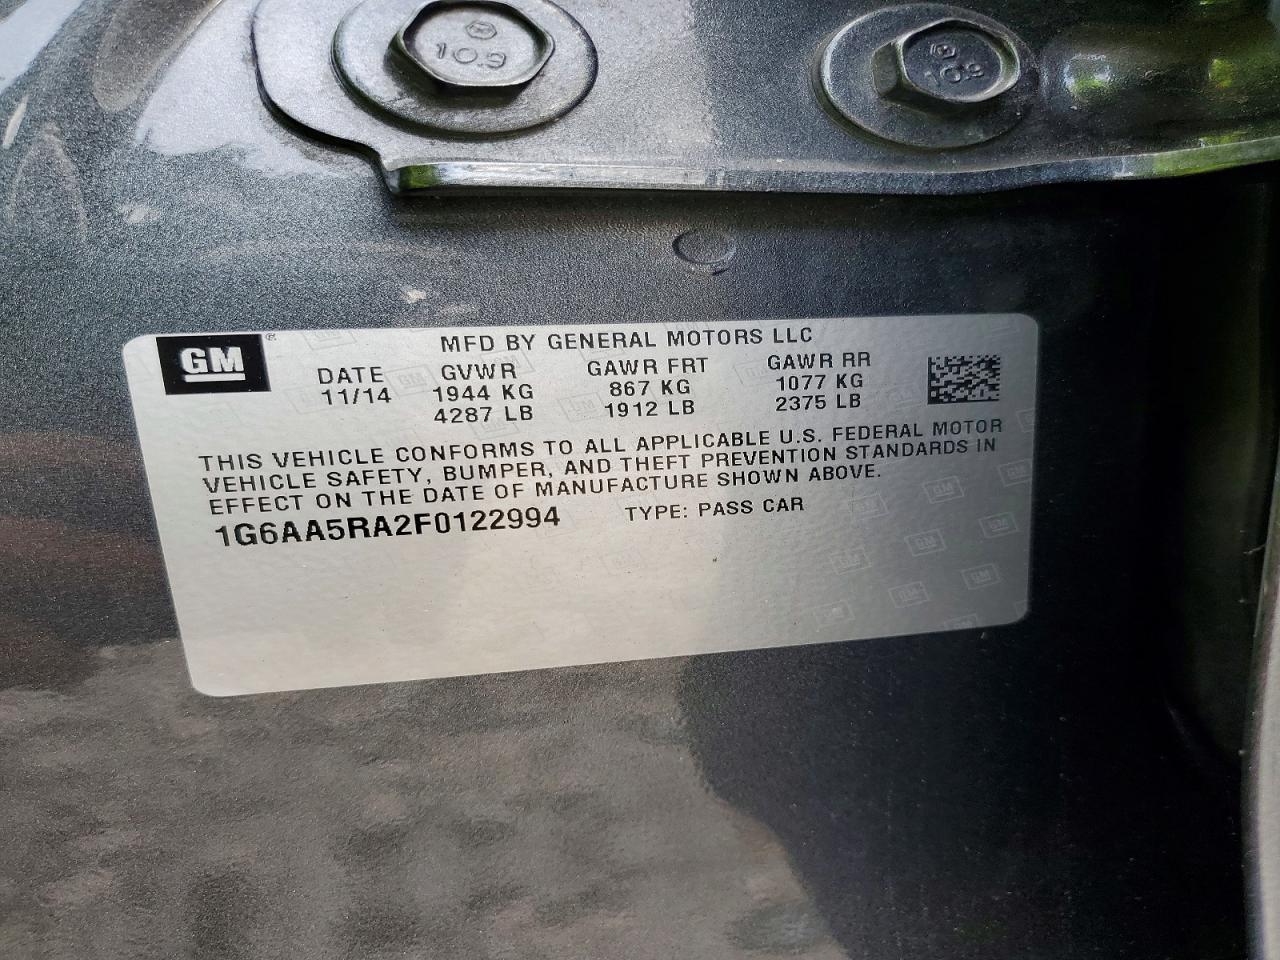 10.9
10.9
GM
MFD BY GENERAL MOTORS LLC
DATE GVWR GAWR FRT GAWR RR
11/14 1944 KG 867 KG 1077 KG
4287 LB 1912 LB 2375 LB
THIS VEHICLE CONFORMS TO ALL APPLICABLE U.S. FEDERAL MOTOR
VEHICLE SAFETY, BUMPER, AND THEFT PREVENTION STANDARDS IN
EFFECT ON THE DATE OF MANUFACTURE SHOWN ABOVE.
1G6AA5RA2F0122994 TYPE: PASS CAR